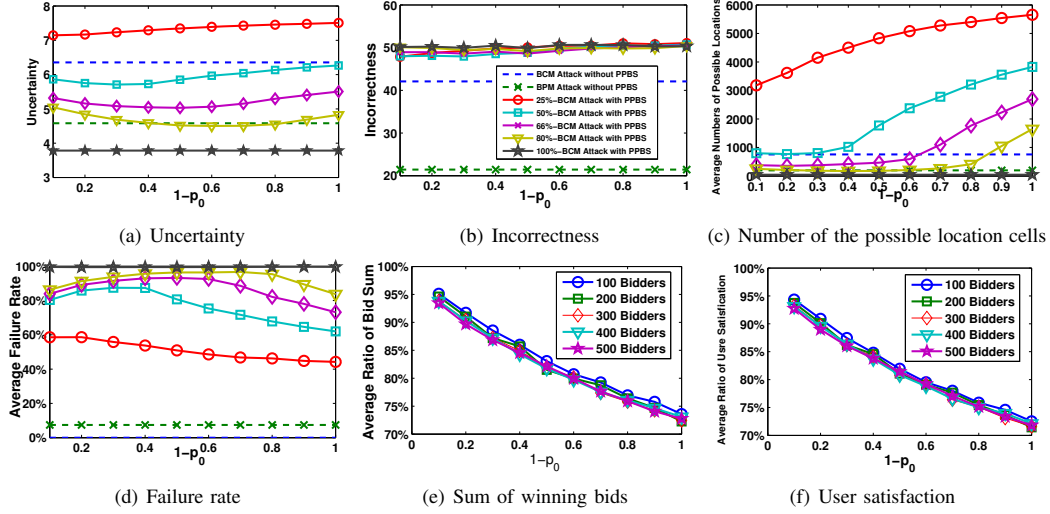 8
7
6
5
4
3
Uncertainty
0.2 0.4 0.6 0.8 1
1−p0
(a) Uncertainty
60
50
40
30
20
Incorrectness
BCM Attack without PPBS
BPM Attack without PPBS
25%−BCM Attack with PPBS
50%−BCM Attack with PPBS
66%−BCM Attack with PPBS
80%−BCM Attack with PPBS
100%−BCM Attack with PPBS
0.2 0.4 0.6 0.8 1
1−p0
(b) Incorrectness
6000
5000
4000
3000
2000
1000
0
Average Numbers of Possible Locations
0.1 0.2 0.3 0.4 0.5 0.6 0.7 0.8 0.9 1
1−p0
(c) Number of the possible location cells
100%
80%
60%
40%
20%
0%
Average Failure Rate
0.2 0.4 0.6 0.8 1
1−p0
(d) Failure rate
100%
95%
90%
85%
80%
75%
70%
Average Ratio of Bid Sum
100 Bidders
200 Bidders
300 Bidders
400 Bidders
500 Bidders
0 0.2 0.4 0.6 0.8 1
1−p0
(e) Sum of winning bids
100%
95%
90%
85%
80%
75%
70%
Average Ratio of Usre Satisfication
100 Bidders
200 Bidders
300 Bidders
400 Bidders
500 Bidders
0 0.2 0.4 0.6 0.8 1
1−p0
(f) User satisfaction